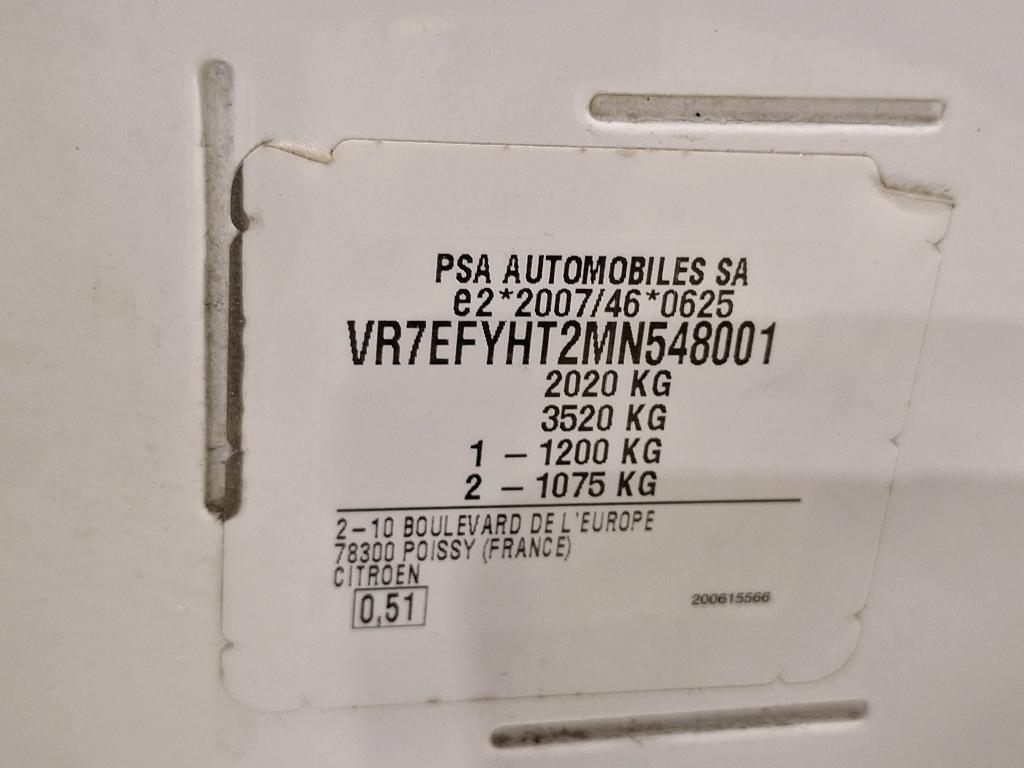 PSA AUTOMOBILES SA
e2*2007/46*0625
VR7EFYHT2MN548001
2020 KG
3520 KG
1 – 1200 KG
2 – 1075 KG
2–10 BOULEVARD DE L'EUROPE
78300 POISSY (FRANCE)
CITROEN
0,51
200615566